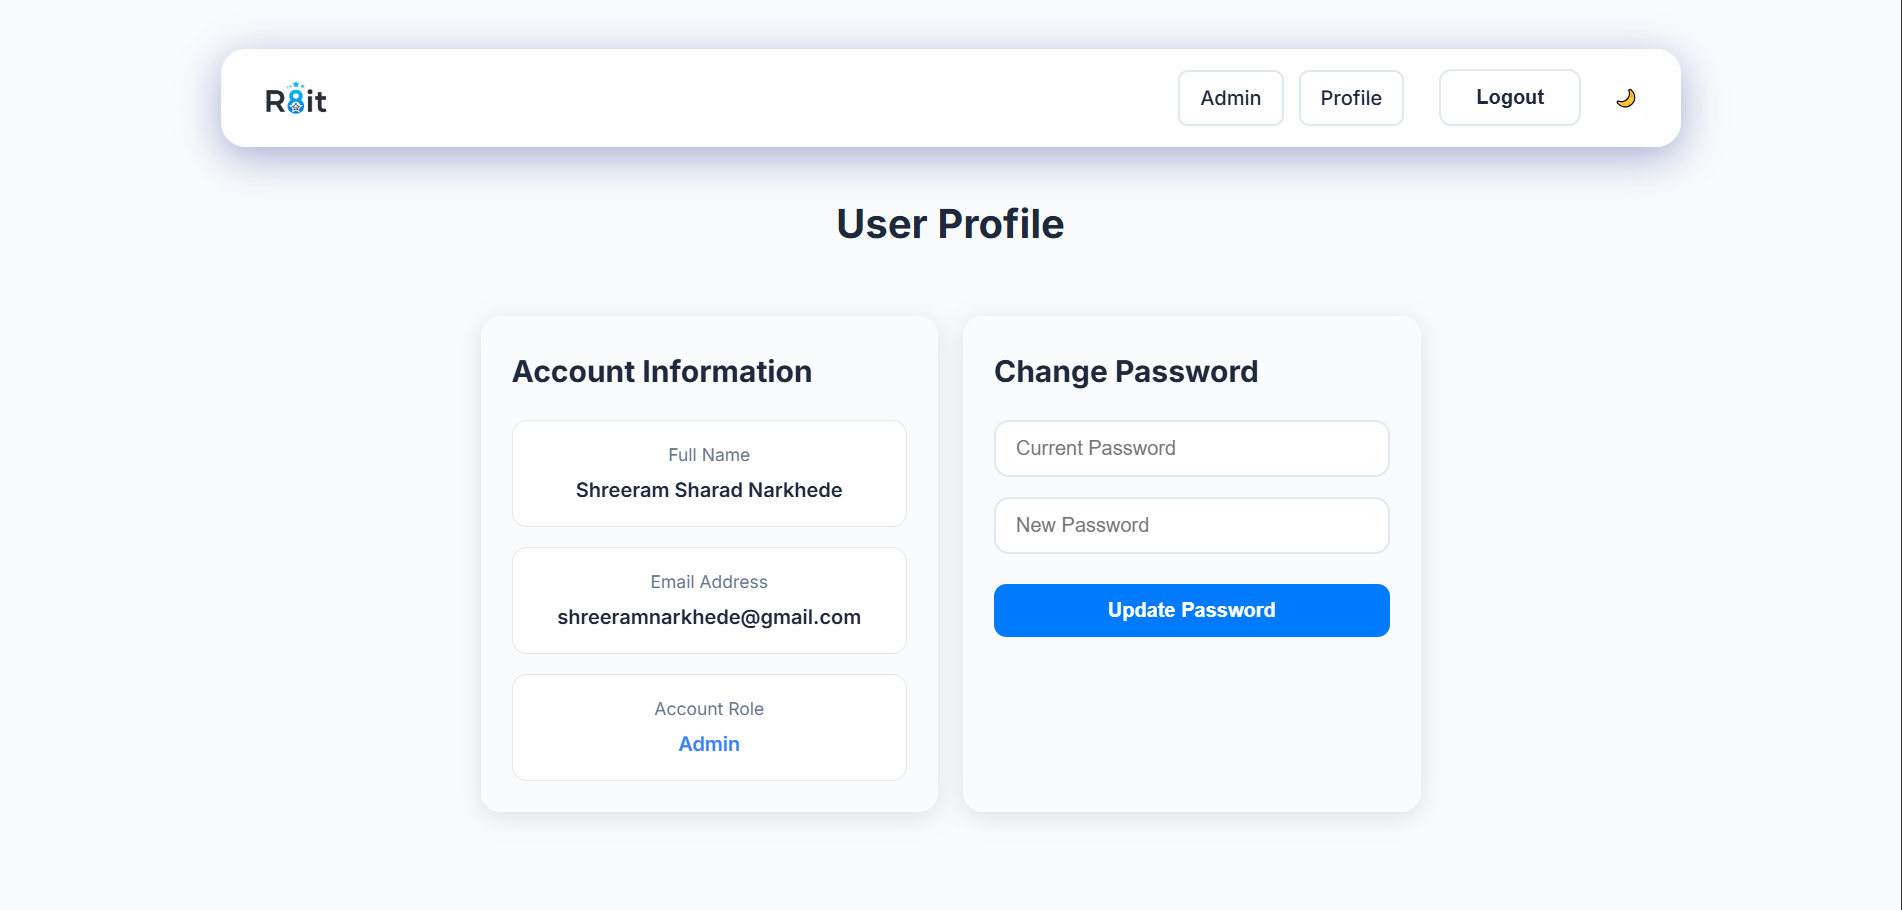 R8it
Admin
Profile
Logout
User Profile
Account Information
Full Name
Shreeram Sharad Narkhede
Email Address
shreeramnarkhede@gmail.com
Account Role
Admin
Change Password
Current Password
New Password
Update Password